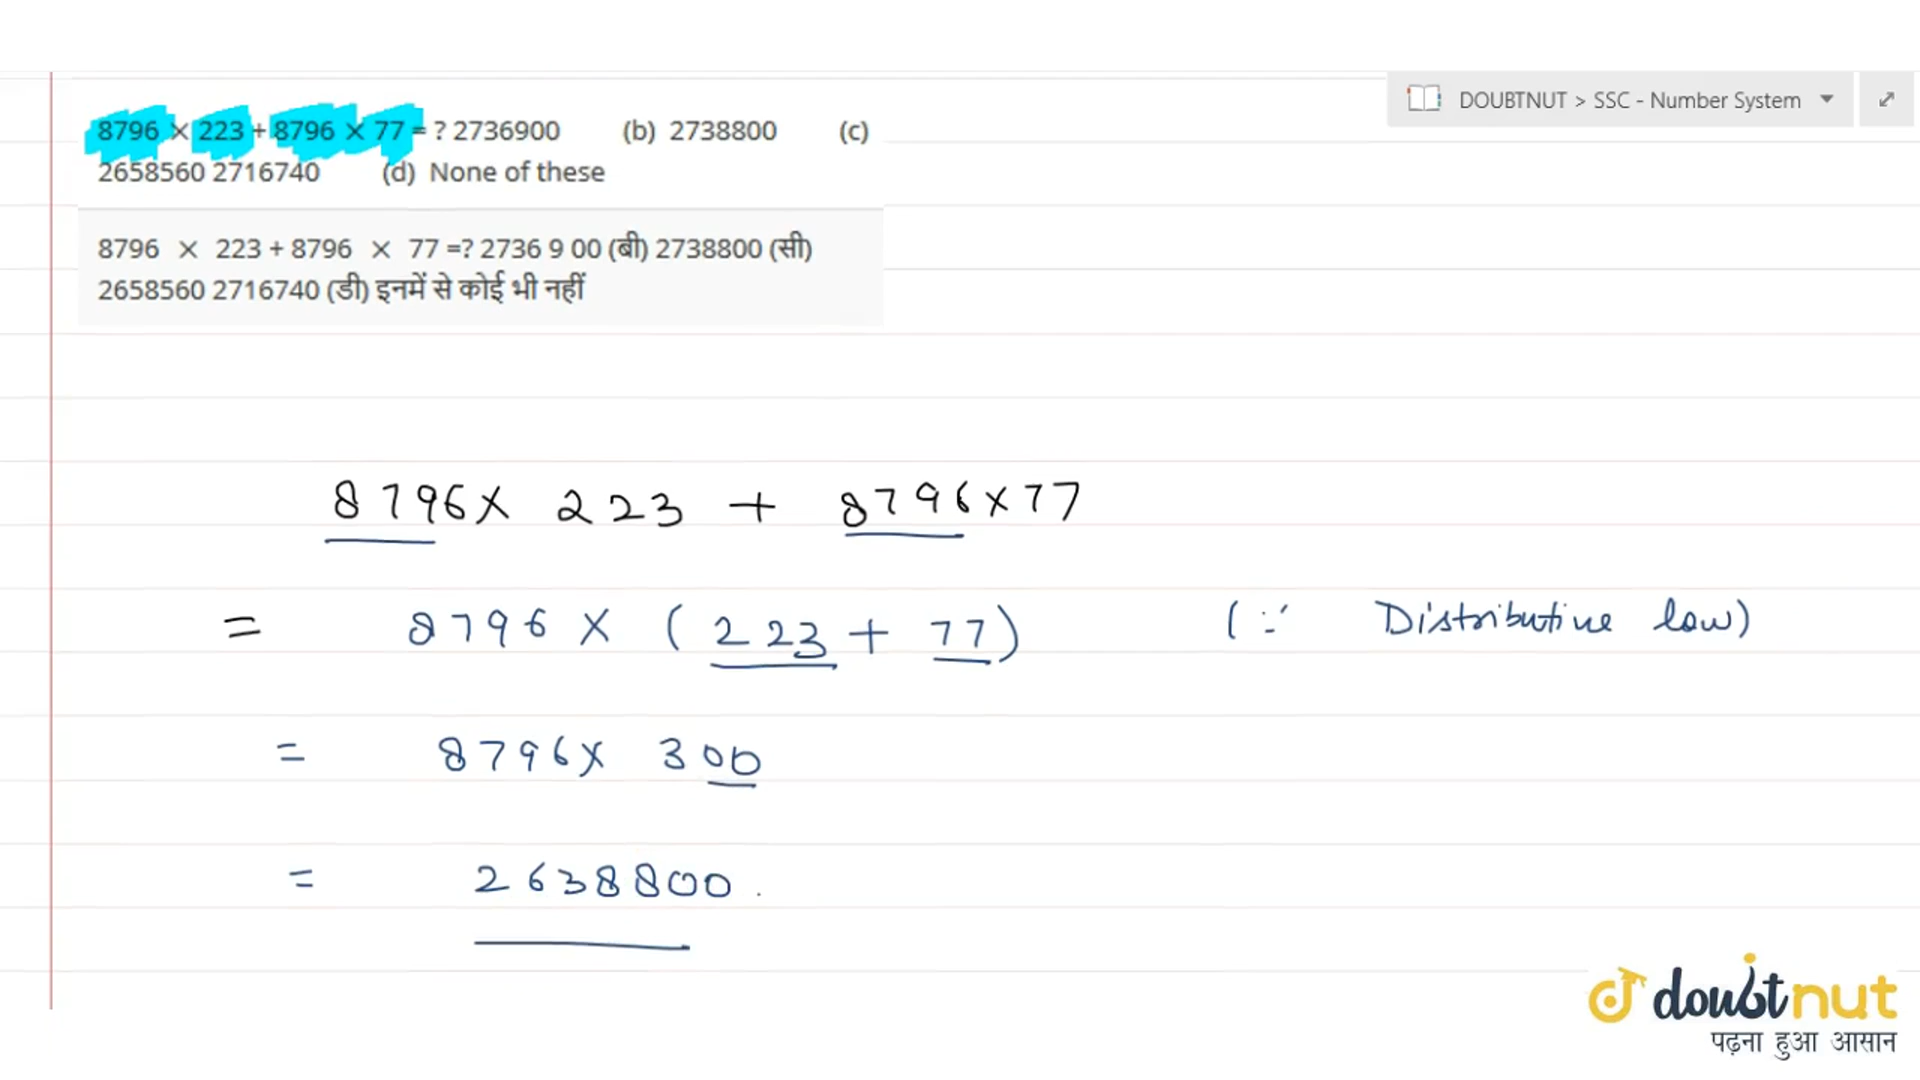 DOUBTNUT > SSC - Number System
8796 × 223 + 8796 × 77 = ? 2736900 (b) 2738800 (c)
2658560 2716740 (d) None of these
8796 × 223 + 8796 × 77 =? 2736 9 00 (बी) 2738800 (सी)
2658560 2716740 (डी) इनमें से कोई भी नहीं
8796× 223 + 8796×77
= 8796 × (223 + 77) (∵ Distributive law)
= 8796× 300
= 2638800.
doubtnut
पढ़ना हुआ आसान